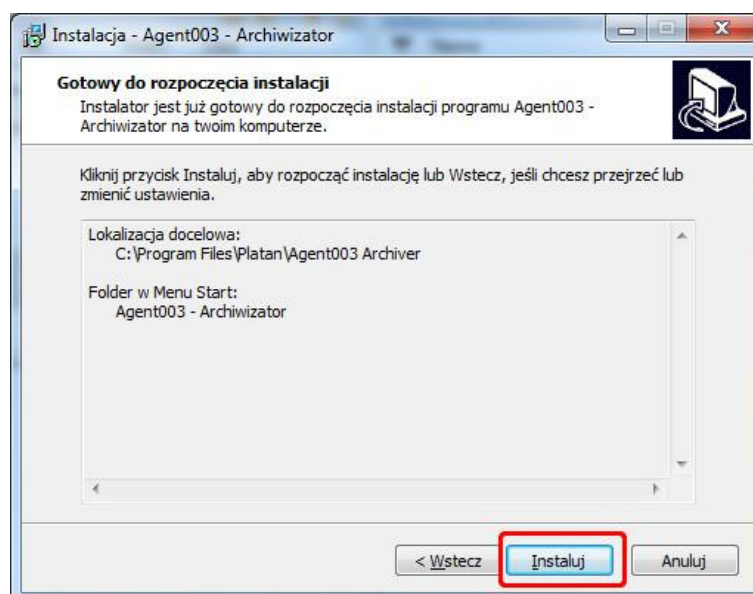 Instalacja - Agent003 - Archiwizator
Gotowy do rozpoczęcia instalacji
Instalator jest już gotowy do rozpoczęcia instalacji programu Agent003 -
Archiwizator na twoim komputerze.
Kliknij przycisk Instaluj, aby rozpocząć instalację lub Wstecz, jeśli chcesz przejrzeć lub
zmienić ustawienia.
Lokalizacja docelowa:
C:\Program Files\Platan\Agent003 Archiver
Folder w Menu Start:
Agent003 - Archiwizator
< Wstecz Instaluj Anuluj